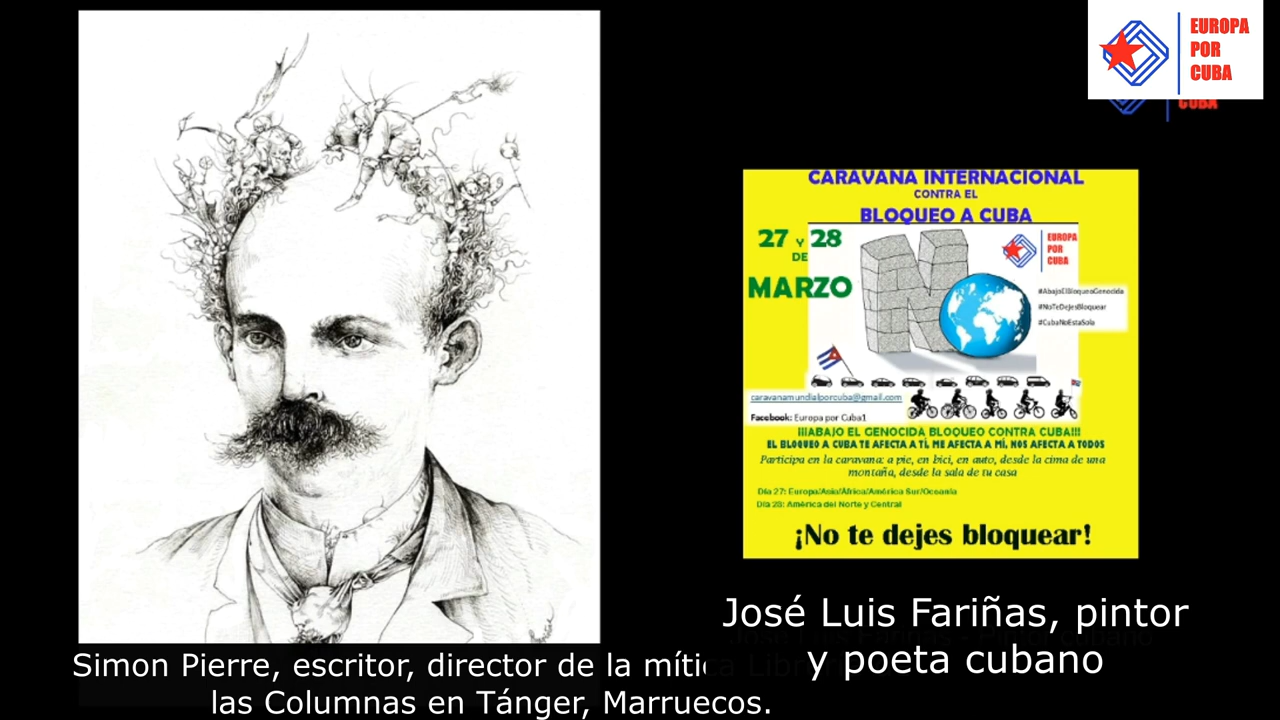 EUROPA
POR
CUBA
CUBA
CARAVANA INTERNACIONAL
CONTRA EL
BLOQUEO A CUBA
27 Y 28
DE
MARZO
EUROPA
POR
CUBA
#AbajoElBloqueoGenocida
#NoTeDejesBloquear
#CubaNoEstaSola
caravanamundialporcuba@gmail.com
Facebook: Europa por Cuba1
¡¡¡ABAJO EL GENOCIDA BLOQUEO CONTRA CUBA!!!
EL BLOQUEO A CUBA TE AFECTA A TÍ, ME AFECTA A MÍ, NOS AFECTA A TODOS
Participa en la caravana: a pie, en bici, en auto, desde la cima de una
montaña, desde la sala de tu casa
Día 27: Europa/Asia/África/América Sur/Oceanía
Día 28: América del Norte y Central
¡No te dejes bloquear!
José Luis Fariñas, pintor
y poeta cubano
Simon Pierre, escritor, director de la mítica
las Columnas en Tánger, Marruecos.